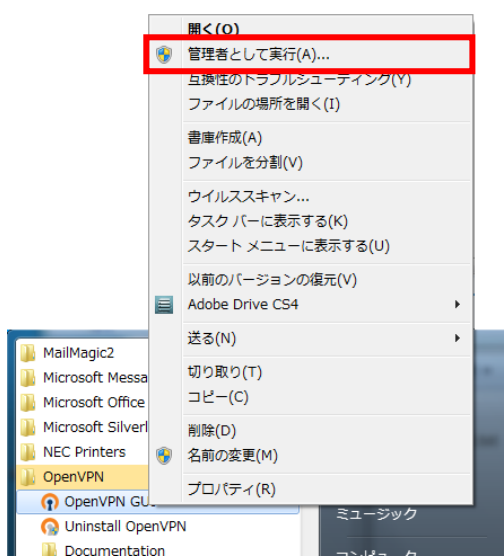 開く(O)
管理者として実行(A)...
互換性のトラブルシューティング(Y)
ファイルの場所を開く(I)
書庫作成(A)
ファイルを分割(V)
ウイルススキャン...
タスク バーに表示する(K)
スタート メニューに表示する(U)
以前のバージョンの復元(V)
Adobe Drive CS4
送る(N)
切り取り(T)
コピー(C)
削除(D)
名前の変更(M)
プロパティ(R)
MailMagic2
Microsoft Messa
Microsoft Office
Microsoft Silverl
NEC Printers
OpenVPN
OpenVPN GU
Uninstall OpenVPN
Documentation
ミュージック
コンピューター